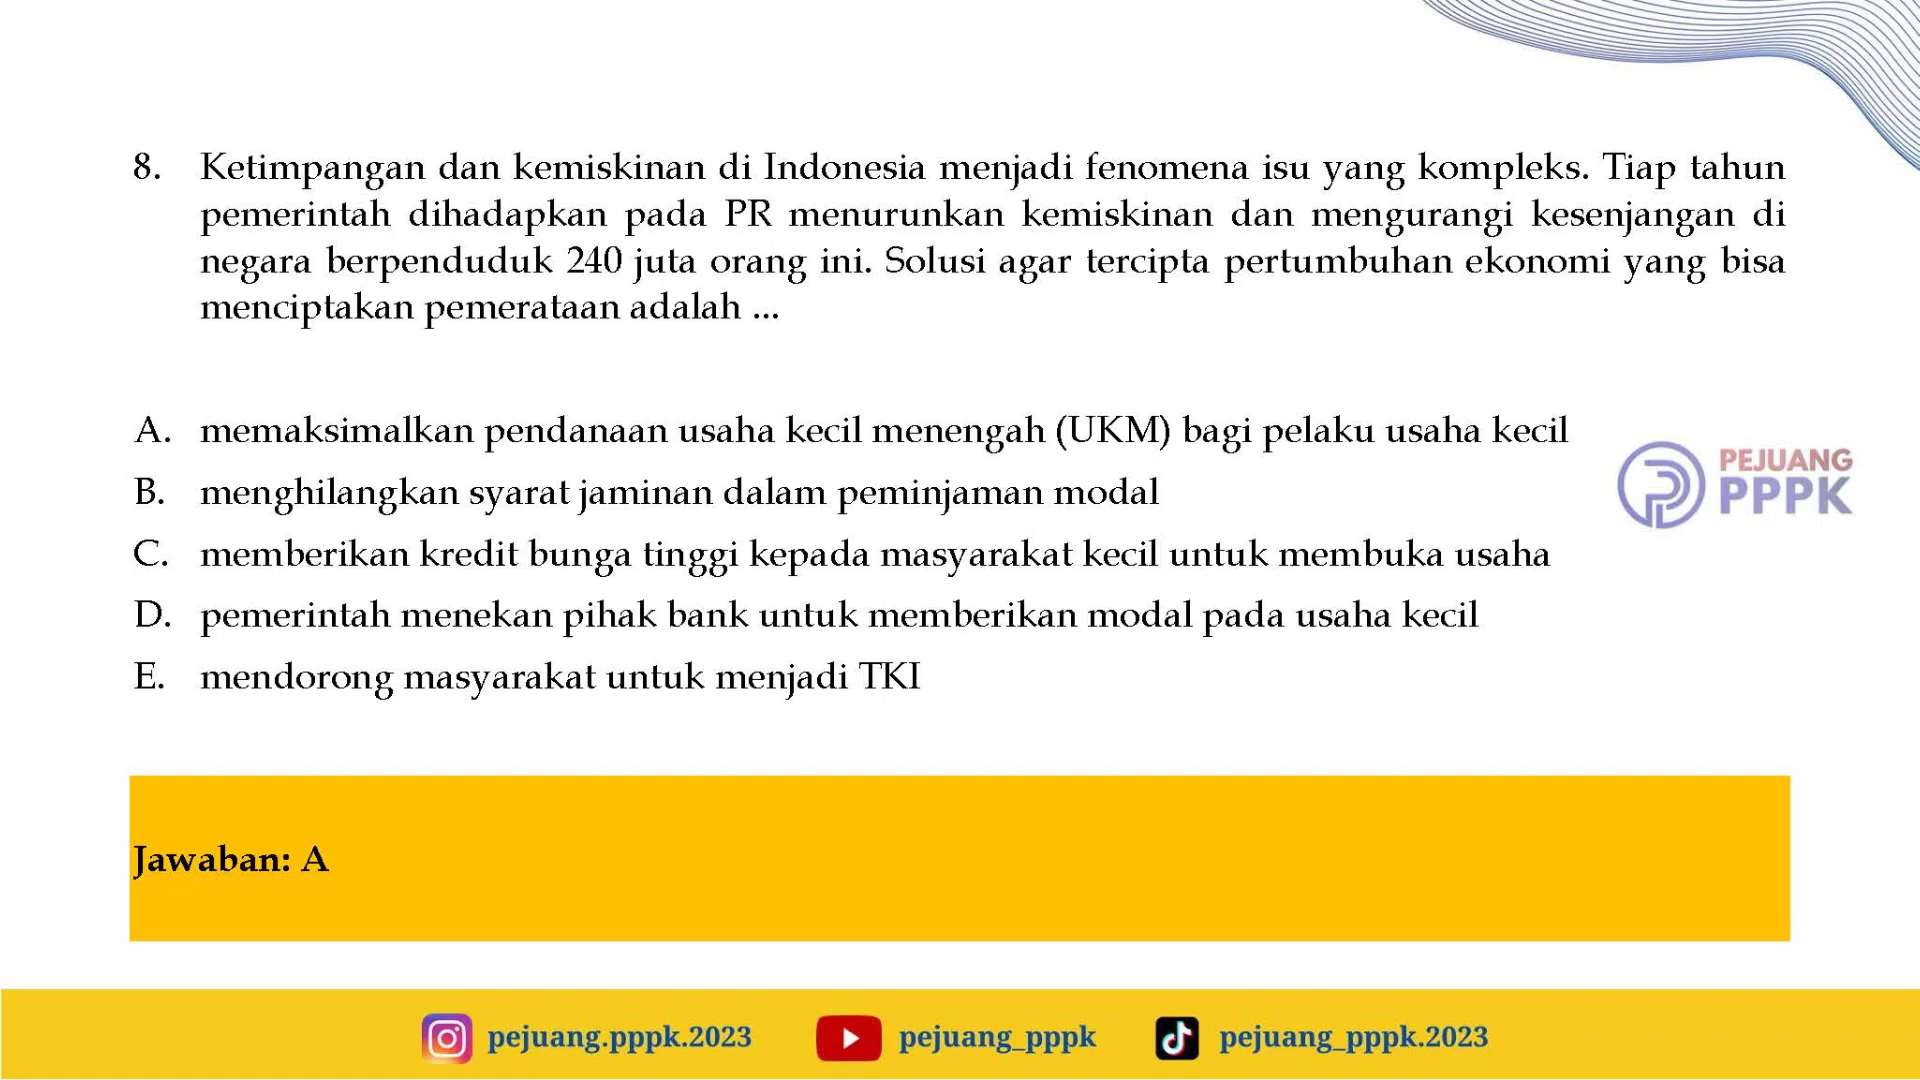 8. Ketimpangan dan kemiskinan di Indonesia menjadi fenomena isu yang kompleks. Tiap tahun
pemerintah dihadapkan pada PR menurunkan kemiskinan dan mengurangi kesenjangan di
negara berpenduduk 240 juta orang ini. Solusi agar tercipta pertumbuhan ekonomi yang bisa
menciptakan pemerataan adalah ...
A. memaksimalkan pendanaan usaha kecil menengah (UKM) bagi pelaku usaha kecil
B. menghilangkan syarat jaminan dalam peminjaman modal
C. memberikan kredit bunga tinggi kepada masyarakat kecil untuk membuka usaha
D. pemerintah menekan pihak bank untuk memberikan modal pada usaha kecil
E. mendorong masyarakat untuk menjadi TKI
PEJUANG
PPPK
Jawaban: A
pejuang.pppk.2023 pejuang_pppk pejuang_pppk.2023